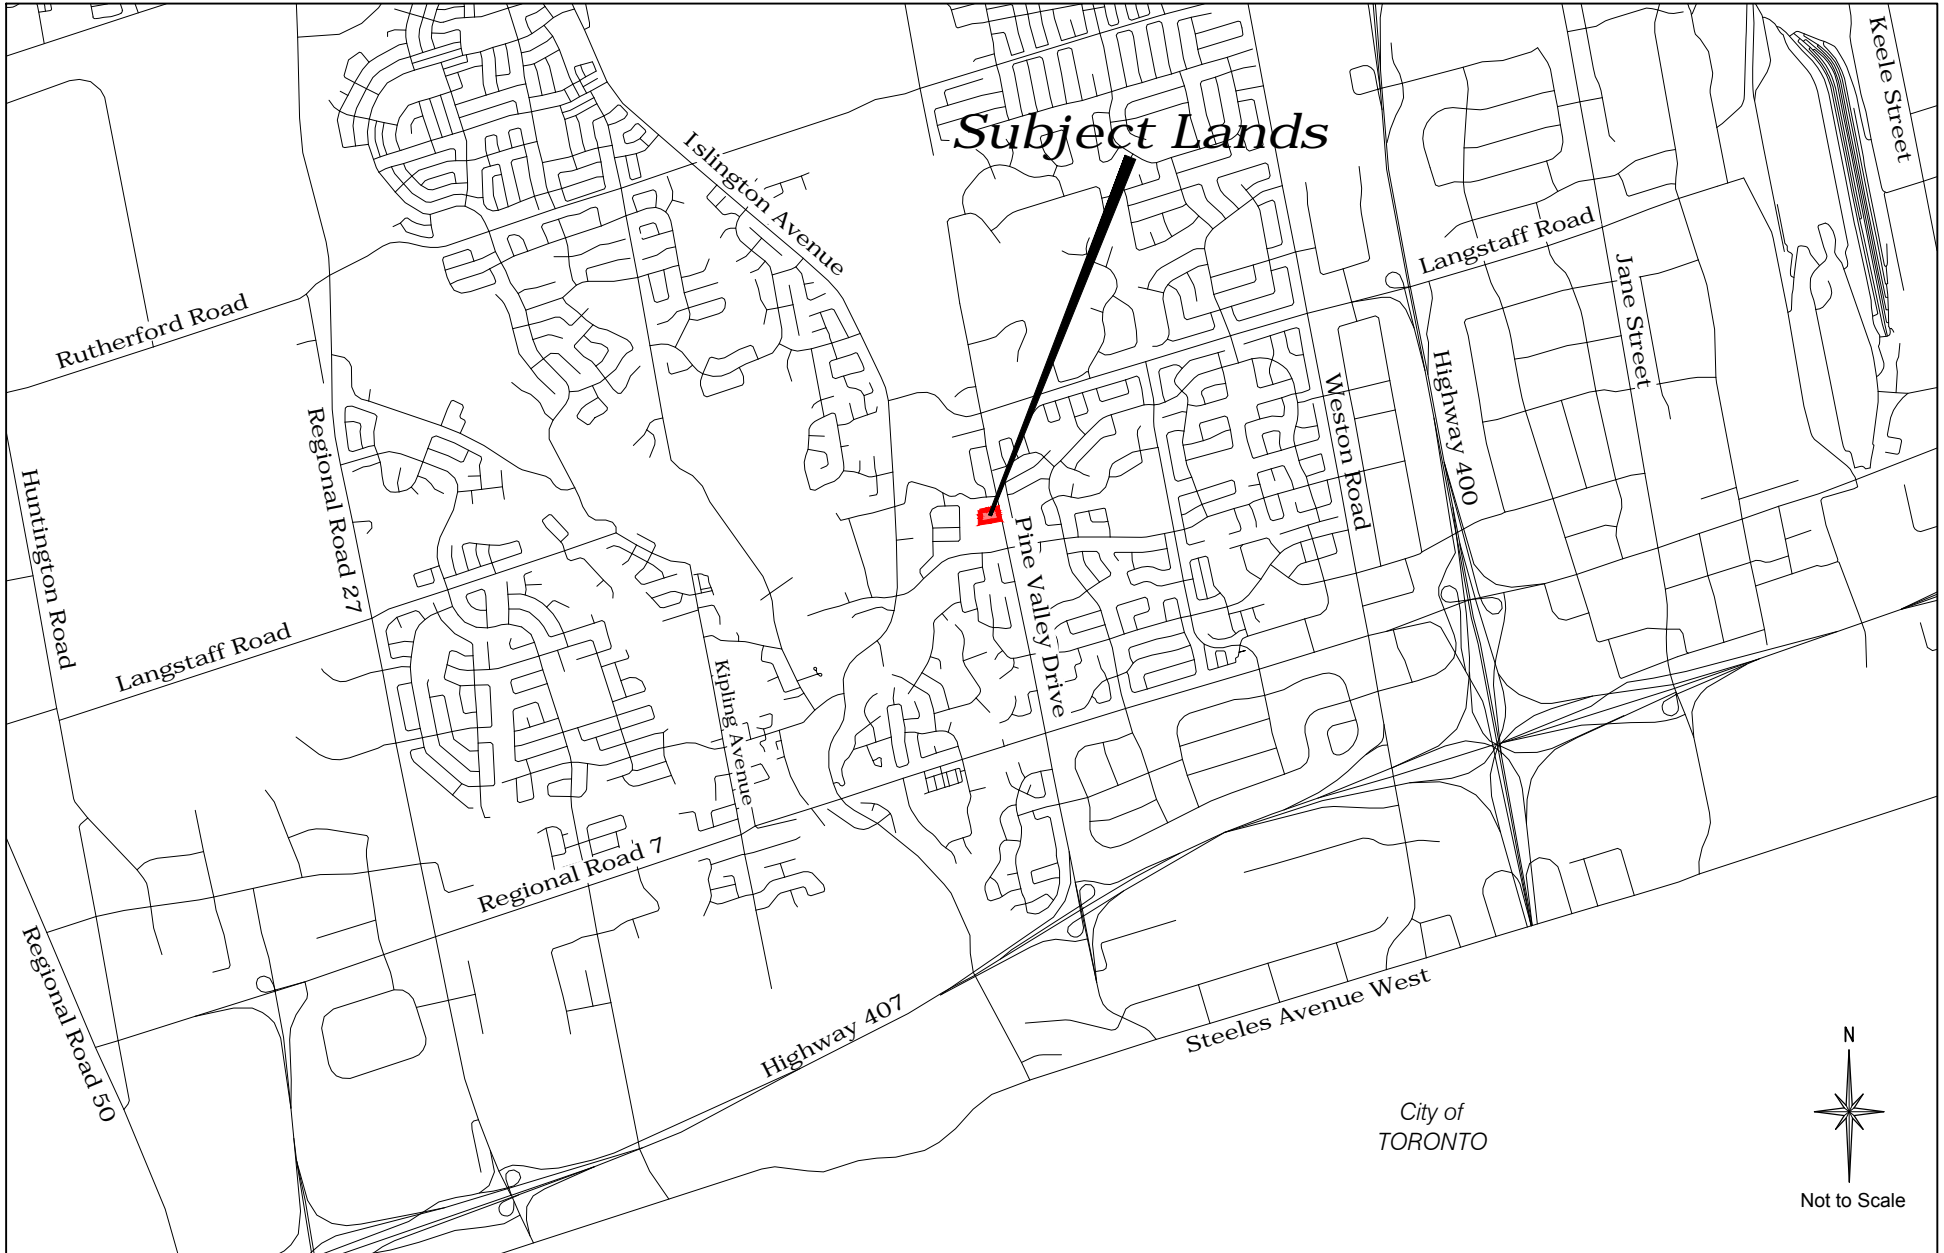 Keele Street
Subject Lands
Islington Avenue
Langstaff Road
Jane Street
Rutherford Road
Highway 400
Weston Road
Regional Road 27
Huntington Road
Pine Valley Drive
Langstaff Road
Kipling Avenue
Regional Road 7
Regional Road 50
Highway 407
Steeles Avenue West
N
City of
TORONTO
Not to Scale